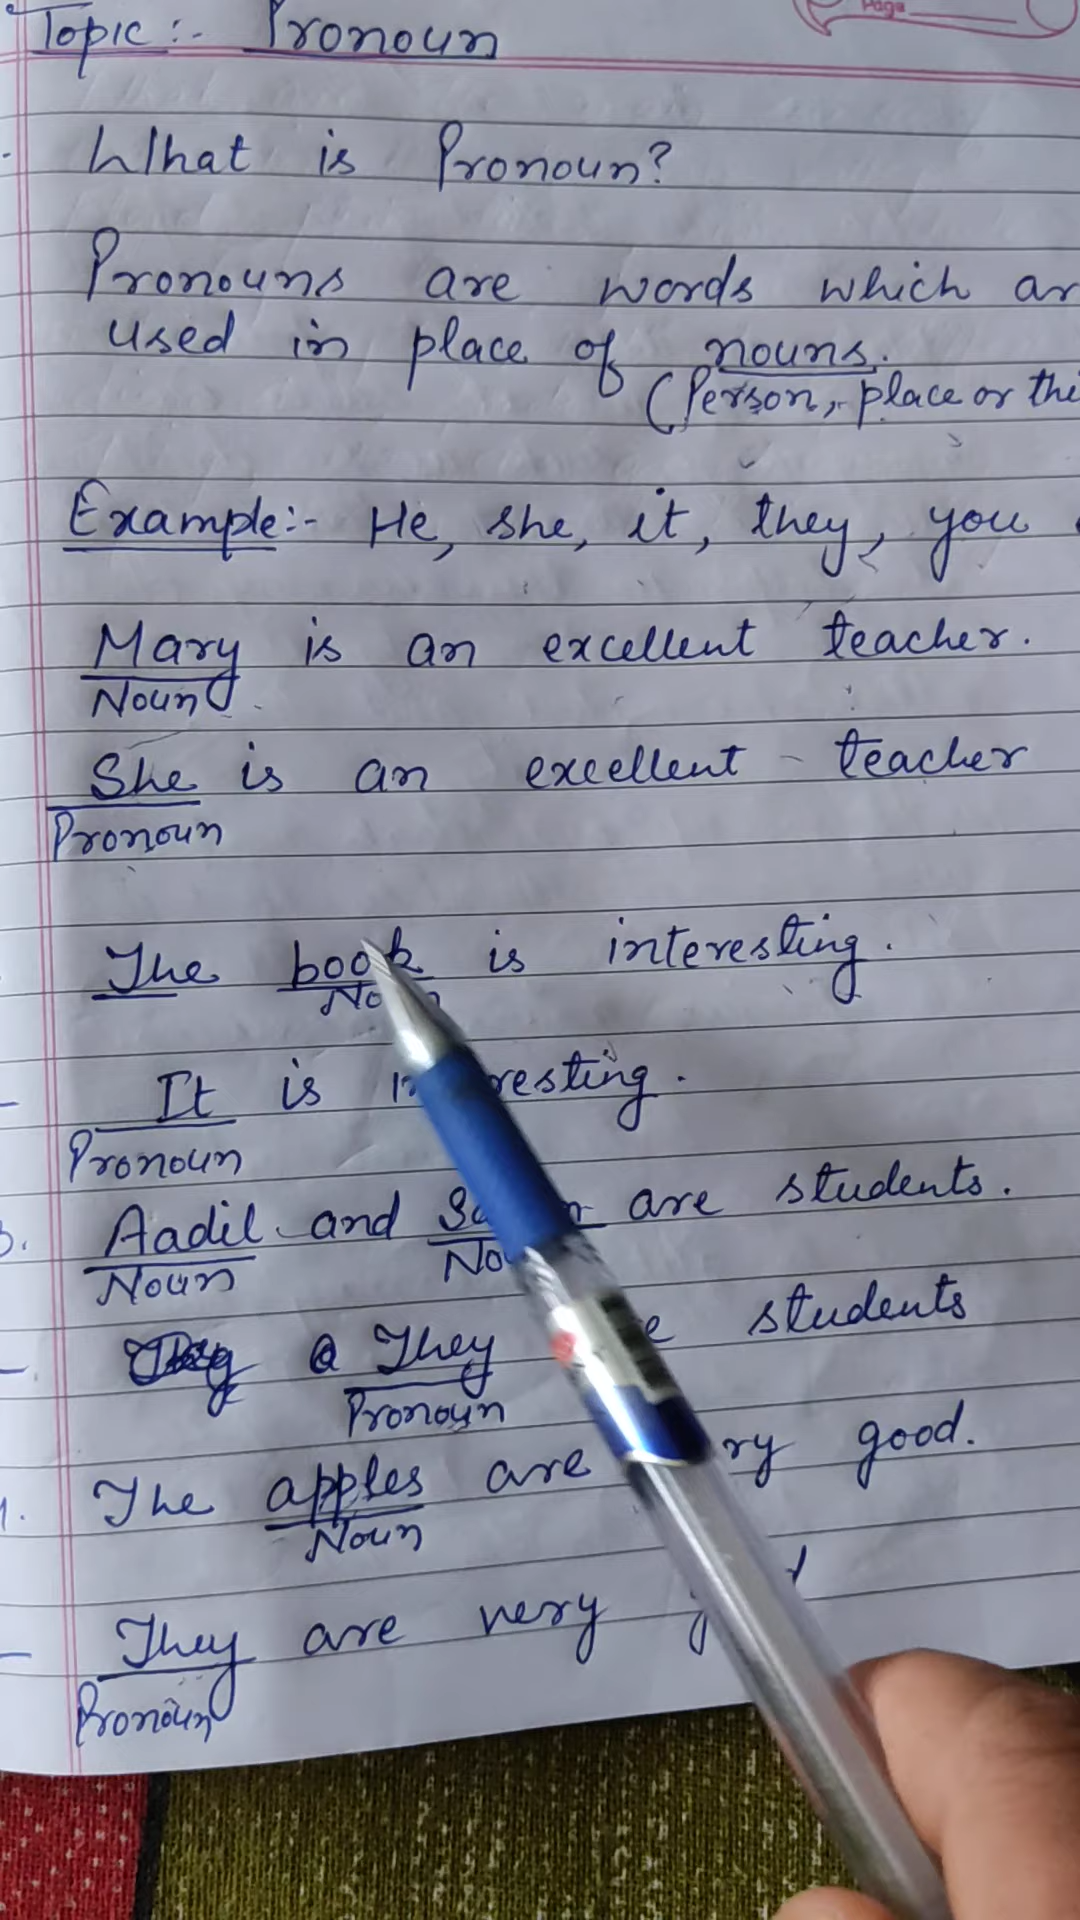 Page
Topic :- Pronoun
What is Pronoun?
Pronouns are words which
used in place of nouns.
(Person, place or
Example:- He, she, it, they, you
Mary is an excellent teacher.
Noun
She is an excellent teacher
Pronoun
The book is interesting.
It is
Pronoun
Aadil and are students.
Noun
They students
Pronoun
The apples are good.
Noun
They are very
Pronoun